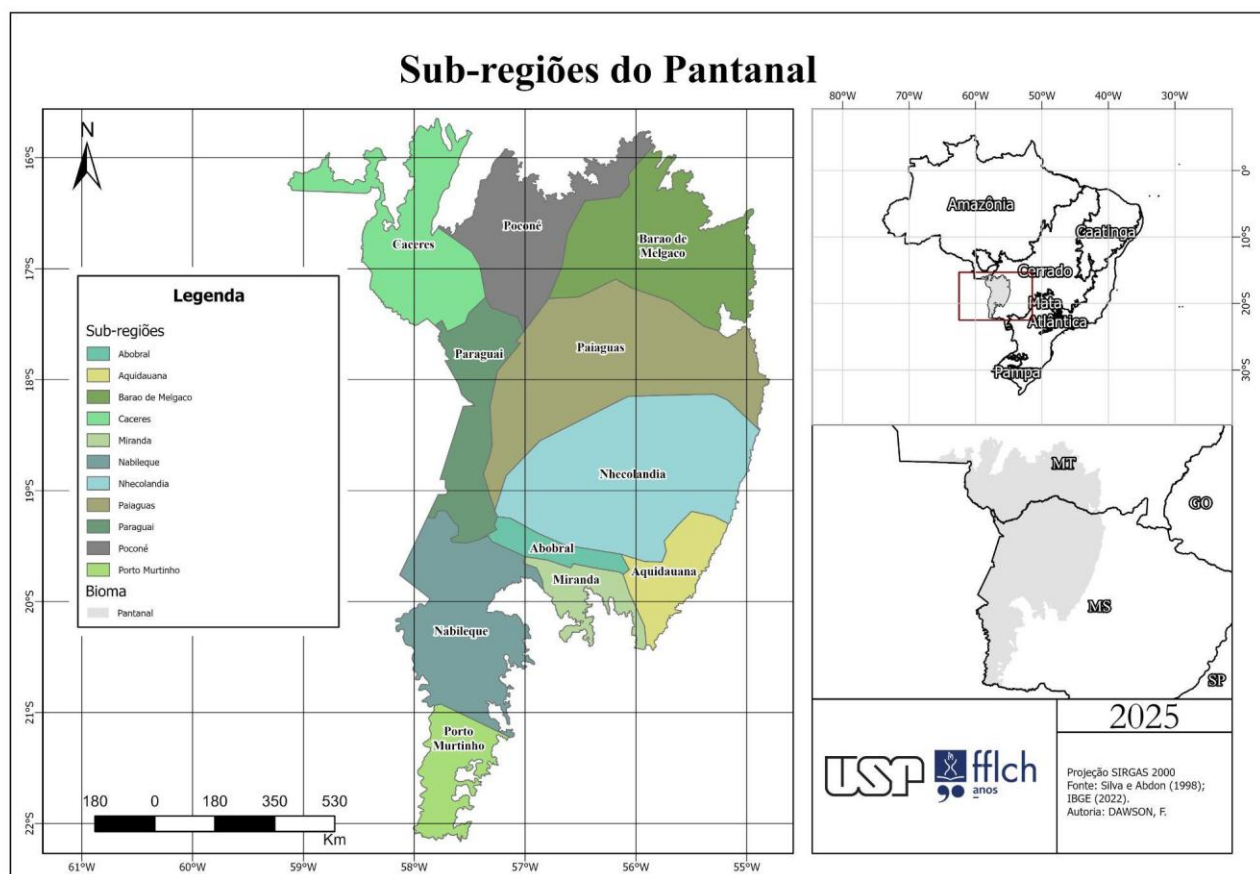 Sub-regiões do Pantanal
N
16°S
17°S
18°S
19°S
20°S
21°S
22°S
61°W
60°W
59°W
58°W
57°W
56°W
55°W
Caceres
Poconé
Barao de
Melgaco
Paraguai
Paiaguas
Nhecolandia
Abobral
Miranda
Aquidauana
Nabileque
Porto
Murtinho
Legenda
Sub-regiões
Abobral
Aquidauana
Barao de Melgaco
Caceres
Miranda
Nabileque
Nhecolandia
Paiaguas
Paraguai
Poconé
Porto Murtinho
Bioma
Pantanal
180 0 180 350 530
Km
80°W 70°W 60°W 50°W 40°W 30°W
0°
10°S
20°S
30°S
Amazônia
Caatinga
Cerrado
Mata
Atlântica
Pampa
MT
GO
MS
SP
USP
fflch
90 anos
2025
Projeção SIRGAS 2000
Fonte: Silva e Abdon (1998);
IBGE (2022).
Autoria: DAWSON, F.